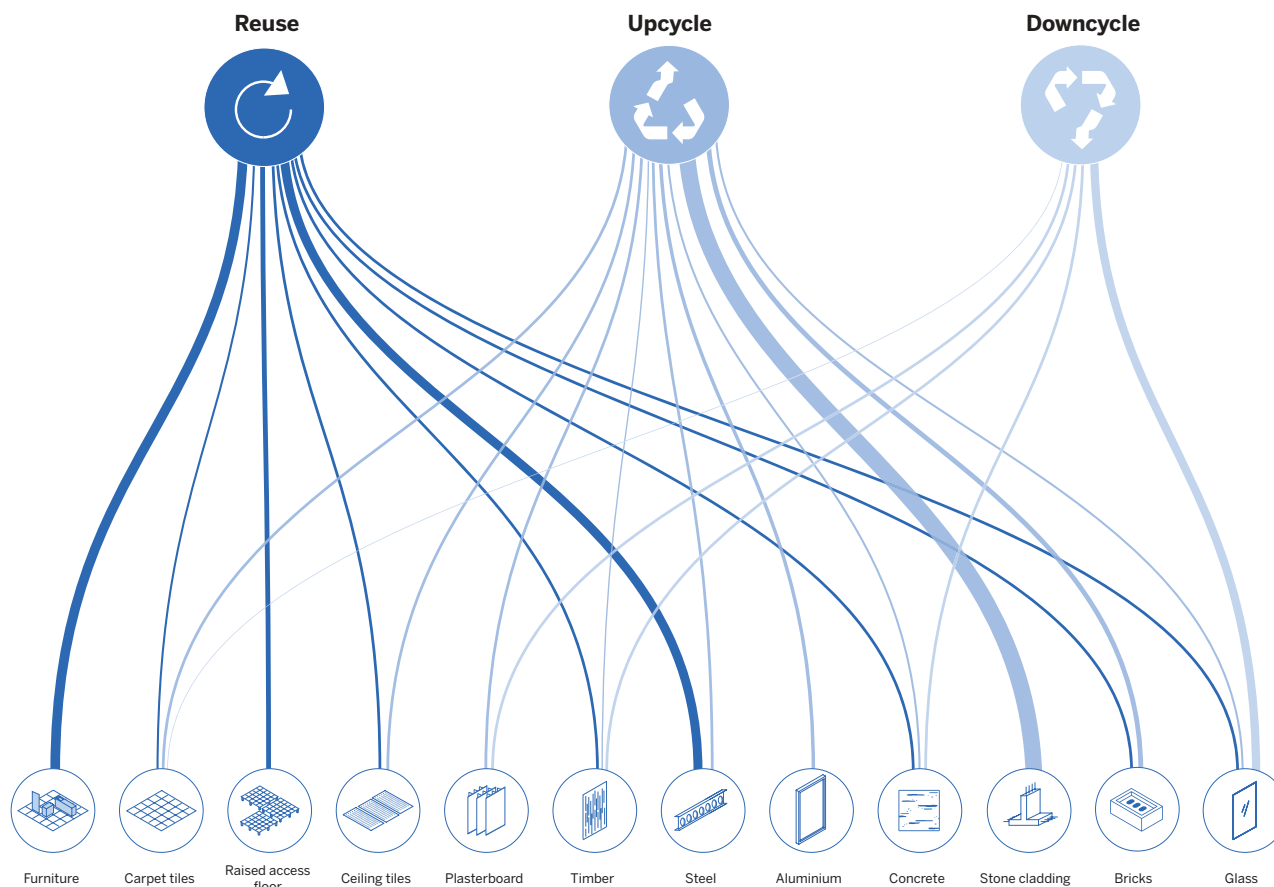 Reuse
Upcycle
Downcycle
Furniture
Carpet tiles
Raised access
floor
Ceiling tiles
Plasterboard
Timber
Steel
Aluminium
Concrete
Stone cladding
Bricks
Glass